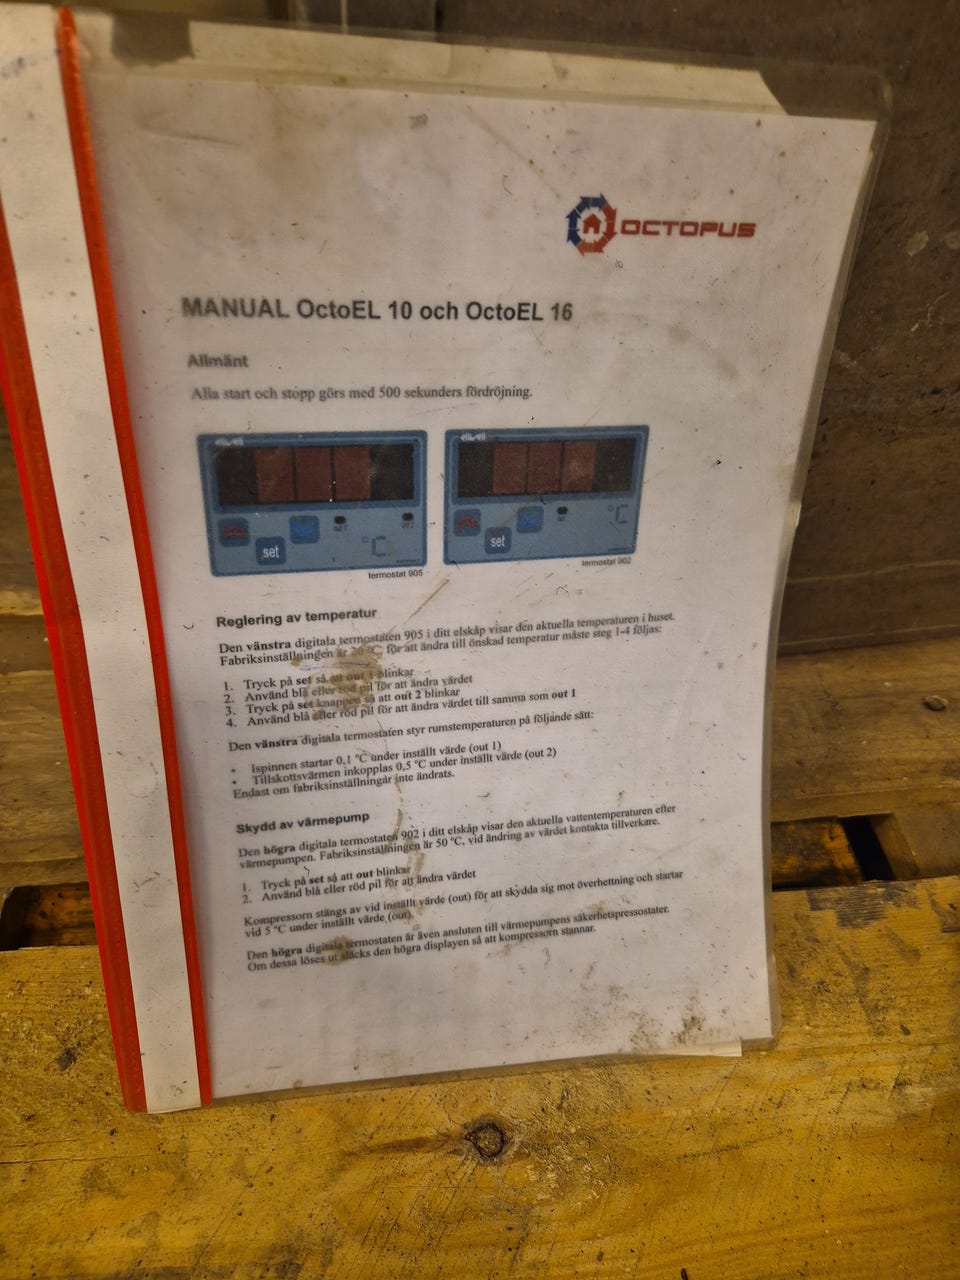 OCTOPUS
MANUAL OctoEL 10 och OctoEL 16
Allmänt
Alla start och stopp görs med 500 sekunders fördröjning.
eliwell
eliwell
set
°C
set
°C
termostat 905
termostat 902
Reglering av temperatur
Den vänstra digitala termostaten 905 i ditt elskåp visar den aktuella temperaturen i huset.
Fabriksinställningen är 20 °C, för att ändra till önskad temperatur måste steg 1-4 följas:
1. Tryck på set så att out 1 blinkar
2. Använd blå eller röd pil för att ändra värdet
3. Tryck på set knappen så att out 2 blinkar
4. Använd blå eller röd pil för att ändra värdet till samma som out 1
Den vänstra digitala termostaten styr rumstemperaturen på följande sätt:
• Ispinnen startar 0,1 °C under inställt värde (out 1)
• Tillskottsvärmen inkopplas 0,5 °C under inställt värde (out 2)
Endast om fabriksinställningår inte ändrats.
Skydd av värmepump
Den högra digitala termostaten 902 i ditt elskåp visar den aktuella vattentemperaturen efter
värmepumpen. Fabriksinställningen är 50 °C, vid ändring av värdet kontakta tillverkare.
1. Tryck på set så att out blinkar
2. Använd blå eller röd pil för att ändra värdet
Kompressorn stängs av vid inställt värde (out) för att skydda sig mot överhettning och startar
vid 5 °C under inställt värde (out).
Den högra digitala termostaten är även ansluten till värmepumpens säkerhetspressostater.
Om dessa löses ut släcks den högra displayen så att kompressorn stannar.